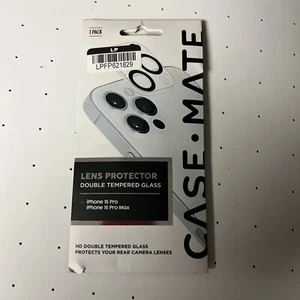 1 PACK
LP
LPFP621829
CASE·MATE
LENS PROTECTOR
DOUBLE TEMPERED GLASS
iPhone 15 Pro
iPhone 15 Pro Max
HD DOUBLE TEMPERED GLASS
PROTECTS YOUR REAR CAMERA LENSES